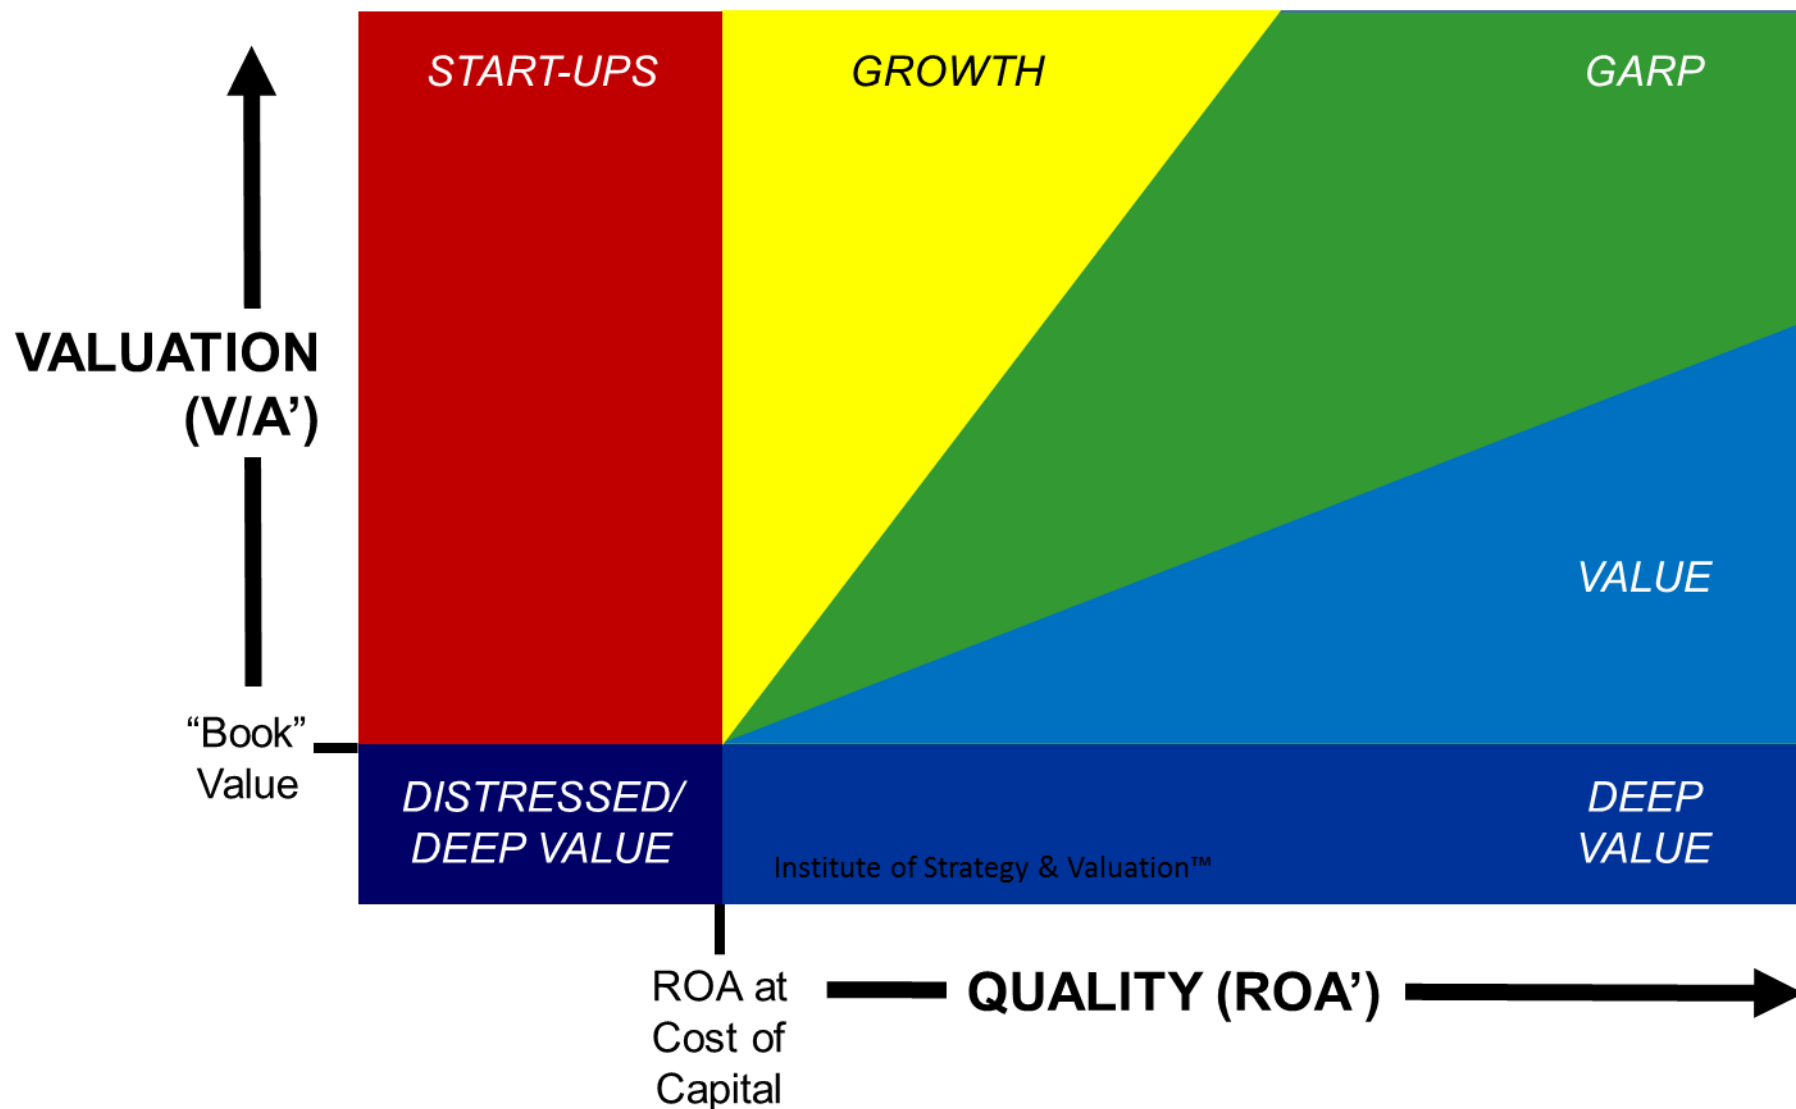 START-UPS
GROWTH
GARP
VALUATION
(V/A’)
VALUE
“Book”
Value
DISTRESSED/
DEEP VALUE
DEEP
VALUE
Institute of Strategy & Valuation™
ROA at
Cost of
Capital
QUALITY (ROA’)